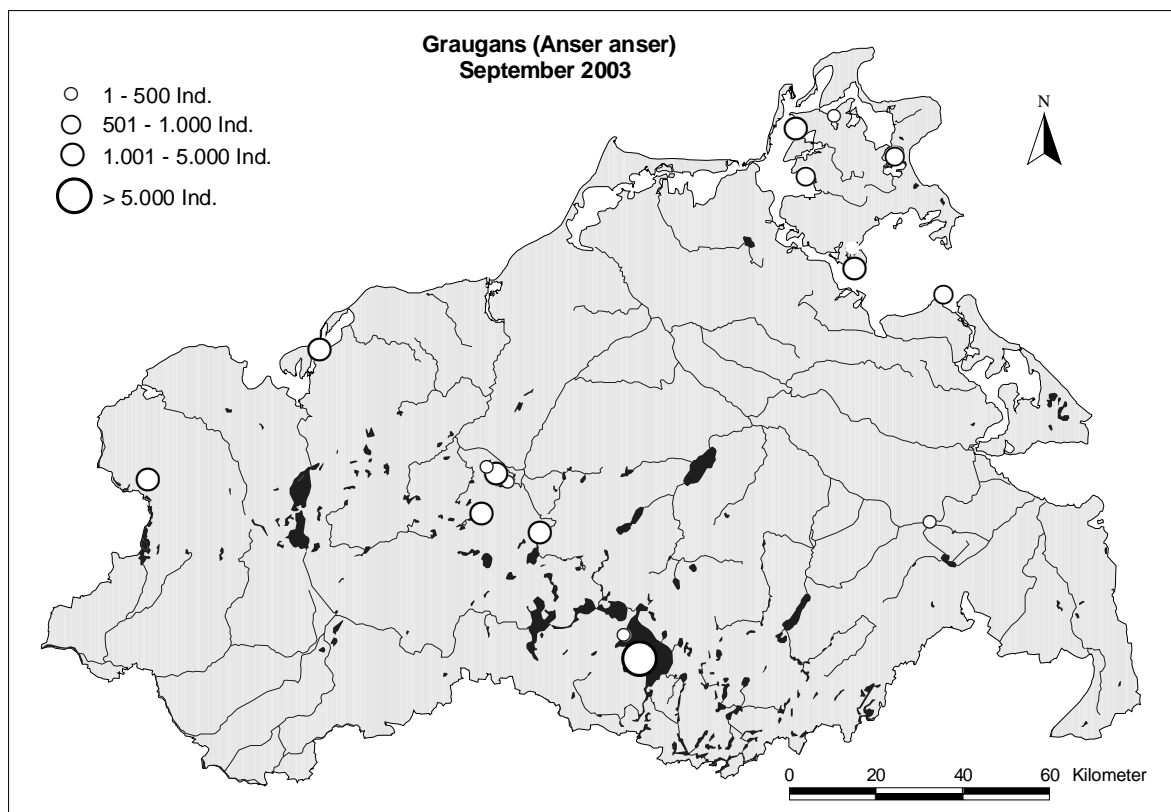 Graugans (Anser anser)
September 2003
1 - 500 Ind.
501 - 1.000 Ind.
1.001 - 5.000 Ind.
> 5.000 Ind.
N
0 20 40 60 Kilometer